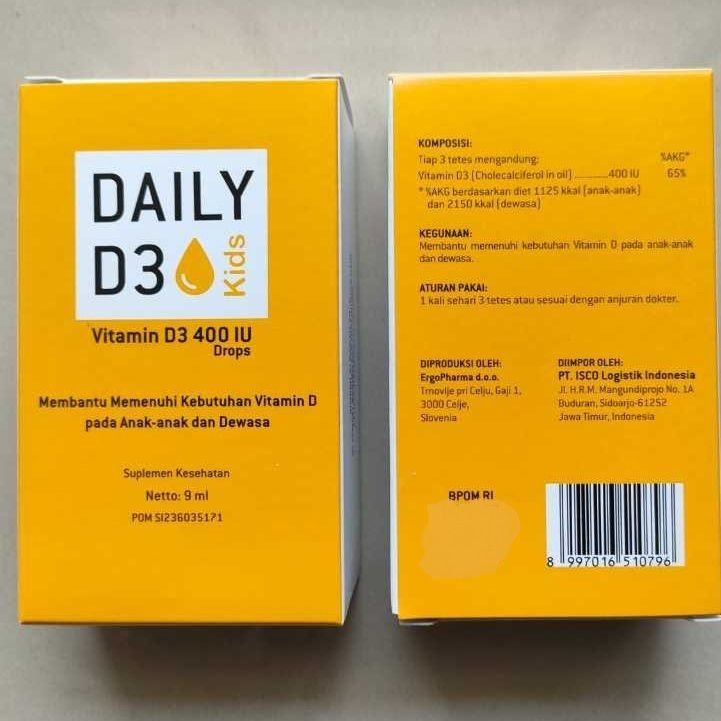 DAILY
D3 Kids
Vitamin D3 400 IU
Drops
Membantu Memenuhi Kebutuhan Vitamin D
pada Anak-anak dan Dewasa
Suplemen Kesehatan
Netto: 9 ml
POM SI236035171
KOMPOSISI:
Tiap 3 tetes mengandung: %AKG*
Vitamin D3 (Cholecalciferol in oil) ..........400 IU 65%
* %AKG berdasarkan diet 1125 kkal (anak-anak)
dan 2150 kkal (dewasa)
KEGUNAAN:
Membantu memenuhi kebutuhan Vitamin D pada anak-anak
dan dewasa.
ATURAN PAKAI:
1 kali sehari 3 tetes atau sesuai dengan anjuran dokter.
DIPRODUKSI OLEH:
ErgoPharma d.o.o.
Trnovlje pri Celju, Gaji 1,
3000 Celje,
Slovenia
DIIMPOR OLEH:
PT. ISCO Logistik Indonesia
Jl. H.R.M. Mangundiprojo No. 1A
Buduran, Sidoarjo-61252
Jawa Timur, Indonesia
BPOM RI
8 997016 510796